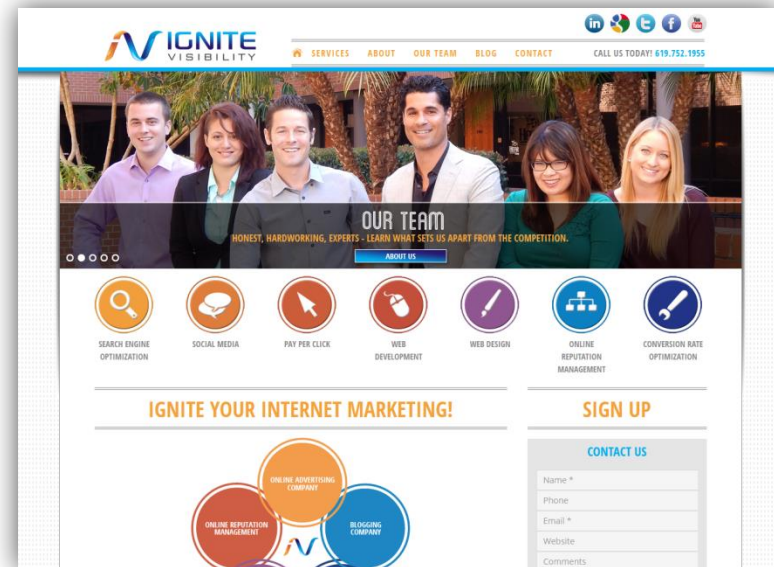 in
t
f
You
Tube
IGNITE
VISIBILITY
SERVICES ABOUT OUR TEAM BLOG CONTACT
CALL US TODAY! 619.752.1955
OUR TEAM
HONEST, HARDWORKING, EXPERTS - LEARN WHAT SETS US APART FROM THE COMPETITION.
ABOUT US
SEARCH ENGINE
OPTIMIZATION
SOCIAL MEDIA
PAY PER CLICK
WEB
DEVELOPMENT
WEB DESIGN
ONLINE
REPUTATION
MANAGEMENT
CONVERSION RATE
OPTIMIZATION
IGNITE YOUR INTERNET MARKETING!
ONLINE ADVERTISING
COMPANY
ONLINE REPUTATION
MANAGEMENT
BLOGGING
COMPANY
SIGN UP
CONTACT US
Name *
Phone
Email *
Website
Comments